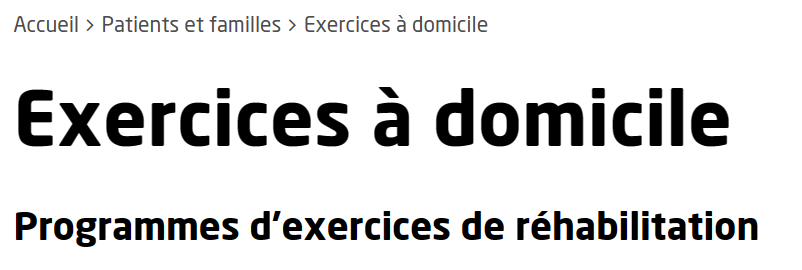 Accueil > Patients et familles > Exercices à domicile
Exercices à domicile
Programmes d’exercices de réhabilitation